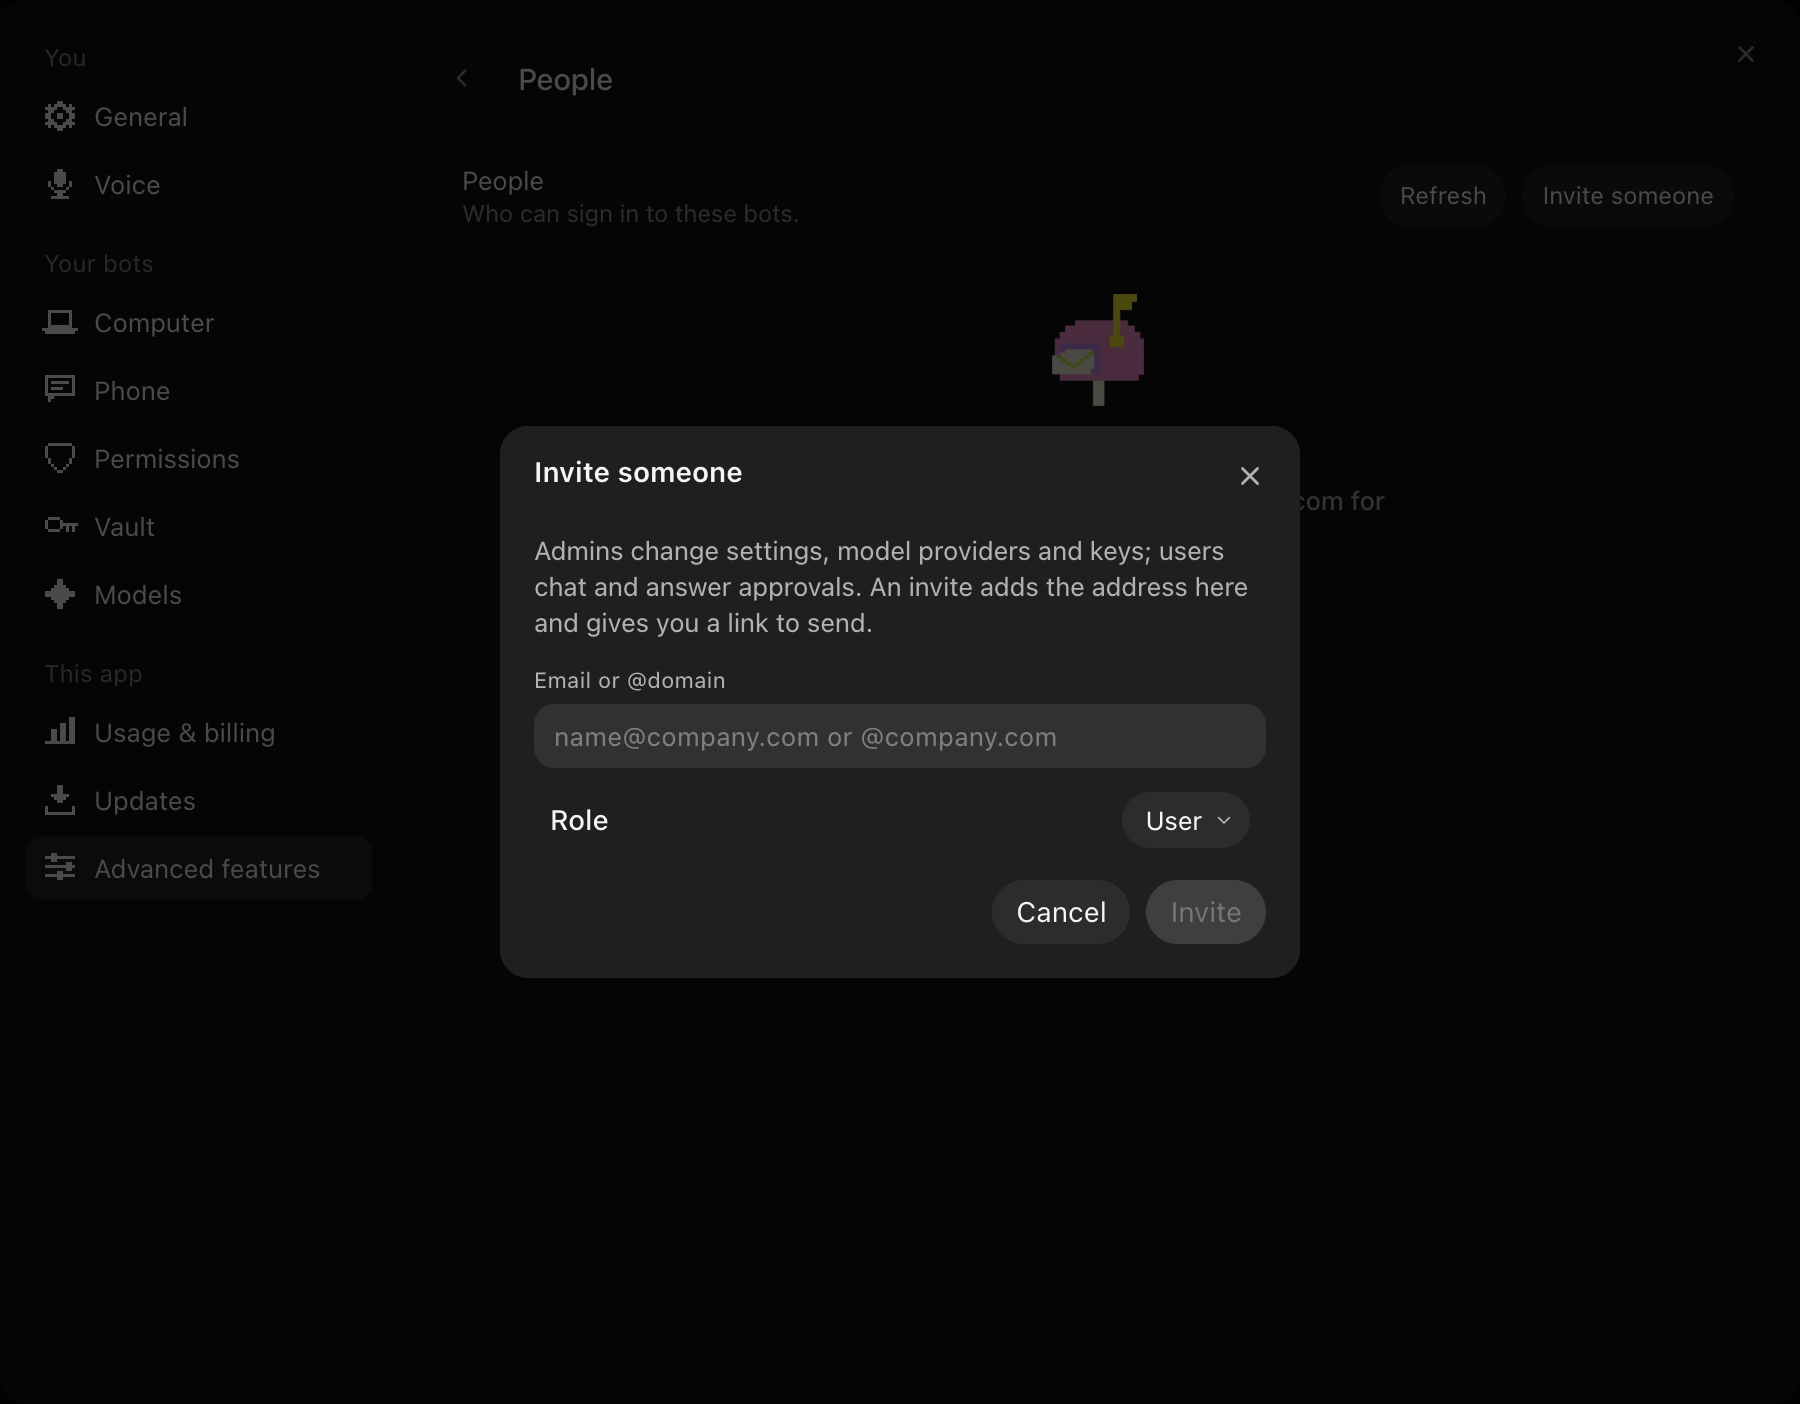 You
General
Voice
Your bots
Computer
Phone
Permissions
Vault
Models
This app
Usage & billing
Updates
Advanced features
People
People
Who can sign in to these bots.
Refresh
Invite someone
com for
Invite someone
Admins change settings, model providers and keys; users
chat and answer approvals. An invite adds the address here
and gives you a link to send.
Email or @domain
name@company.com or @company.com
Role
User
Cancel
Invite